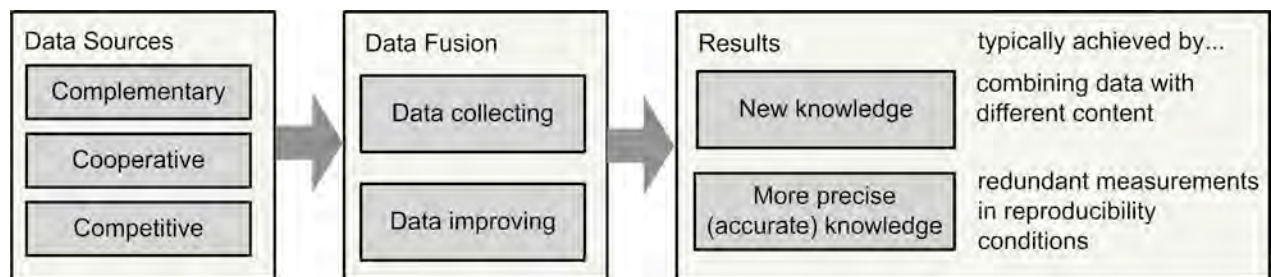 Data Sources
Complementary
Cooperative
Competitive
Data Fusion
Data collecting
Data improving
Results
typically achieved by...
New knowledge
combining data with
different content
More precise
(accurate) knowledge
redundant measurements
in reproducibility
conditions